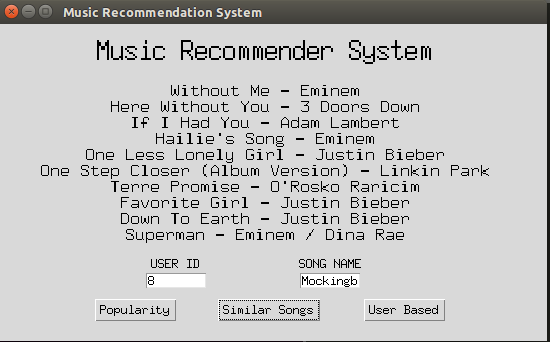 Music Recommendation System
Music Recommender System
Without Me - Eminem
Here Without You - 3 Doors Down
If I Had You - Adam Lambert
Hailie's Song - Eminem
One Less Lonely Girl - Justin Bieber
One Step Closer (Album Version) - Linkin Park
Terre Promise - O'Rosko Raricim
Favorite Girl - Justin Bieber
Down To Earth - Justin Bieber
Superman - Eminem / Dina Rae
USER ID SONG NAME
8 Mockingb
Popularity Similar Songs User Based